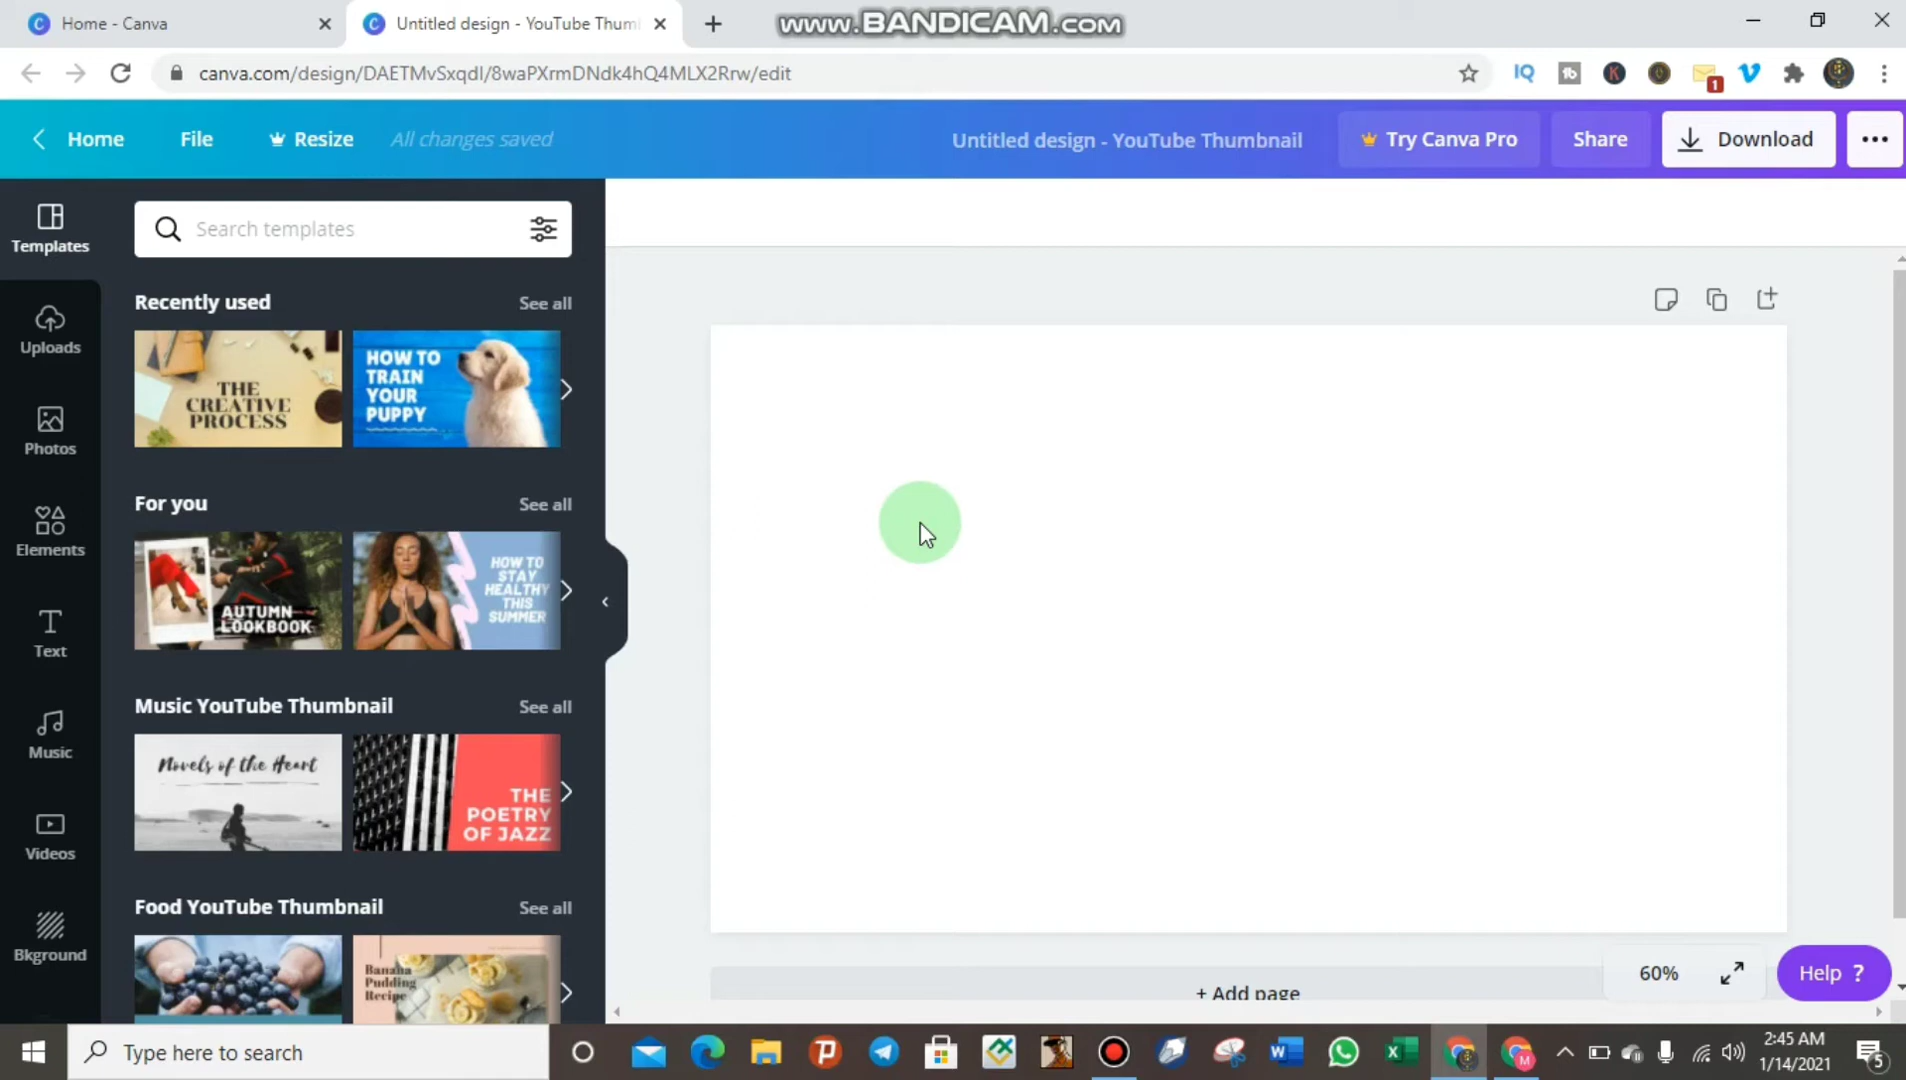 Home - Canva
Untitled design - YouTube Thum
www.BANDICAM.com
canva.com/design/DAETMvSxqdI/8waPXrmDNdk4hQ4MLX2Rrw/edit
IQ
tb
K
1
Home
File
Resize
All changes saved
Untitled design - YouTube Thumbnail
Try Canva Pro
Share
Download
Templates
Search templates
Uploads
Photos
Elements
Text
Music
Videos
Bkground
Recently used
See all
THE
CREATIVE
PROCESS
HOW TO
TRAIN
YOUR
PUPPY
For you
See all
AUTUMN
LOOKBOOK
HOW TO
STAY
HEALTHY
THIS
SUMMER
Music YouTube Thumbnail
See all
Novels of the Heart
THE
POETRY
OF JAZZ
Food YouTube Thumbnail
See all
Banana
Pudding
Recipe
+ Add page
60%
Help ?
Type here to search
2:45 AM
1/14/2021
5